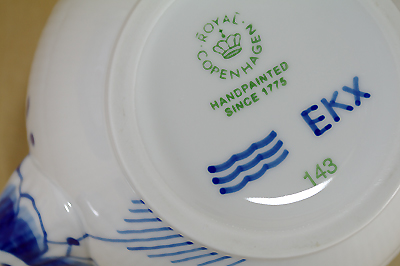 ROYAL
COPENHAGEN
HANDPAINTED
SINCE 1775
EKX
143